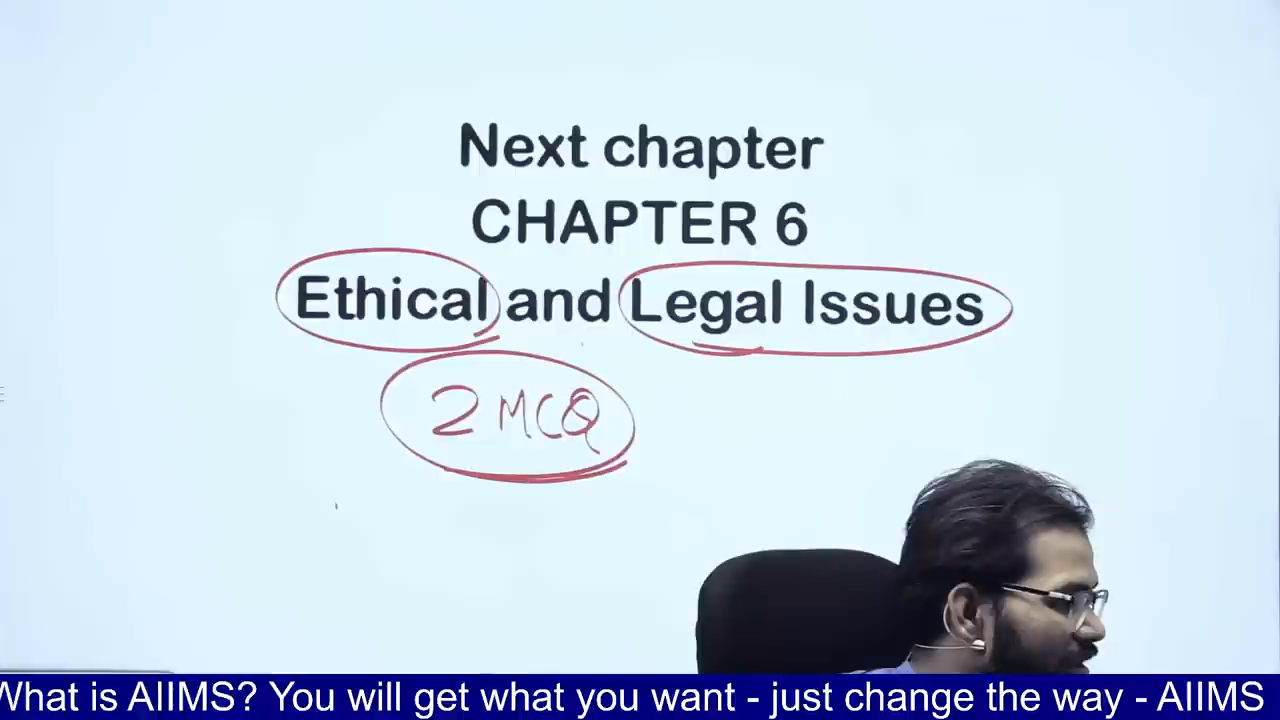 Next chapter
CHAPTER 6
Ethical and Legal Issues
2 MCQ
What is AIIMS? You will get what you want - just change the way - AIIMS